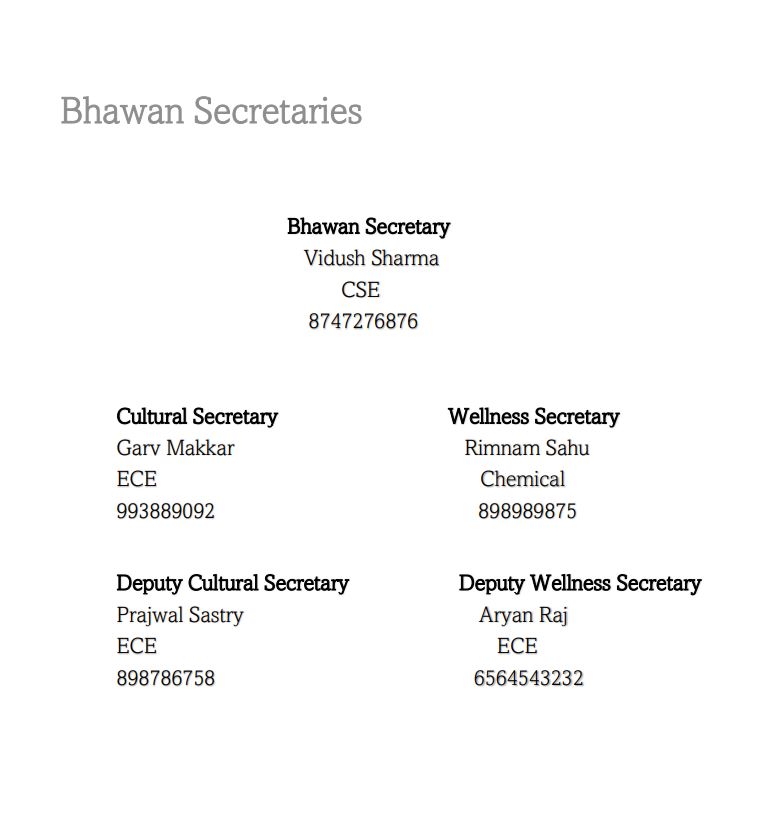 Bhawan Secretaries
Bhawan Secretary
Vidush Sharma
CSE
8747276876
Cultural Secretary
Garv Makkar
ECE
993889092
Wellness Secretary
Rimnam Sahu
Chemical
898989875
Deputy Cultural Secretary
Prajwal Sastry
ECE
898786758
Deputy Wellness Secretary
Aryan Raj
ECE
6564543232